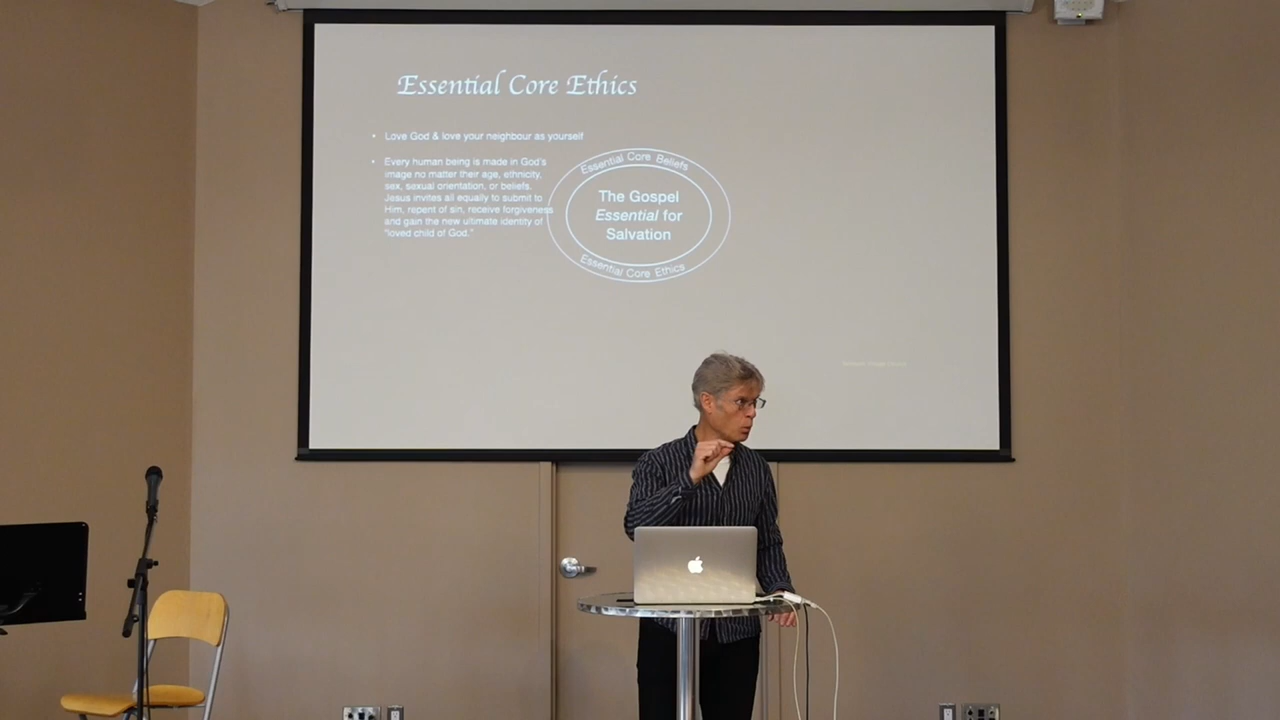 Essential Core Ethics
• Love God & love your neighbour as yourself
• Every human being is made in God's
image no matter their age, ethnicity,
sex, sexual orientation, or beliefs.
Jesus invites all equally to submit to
Him, repent of sin, receive forgiveness
and gain the new ultimate identity of
"loved child of God."
Essential Core Beliefs
The Gospel
Essential for
Salvation
Essential Core Ethics